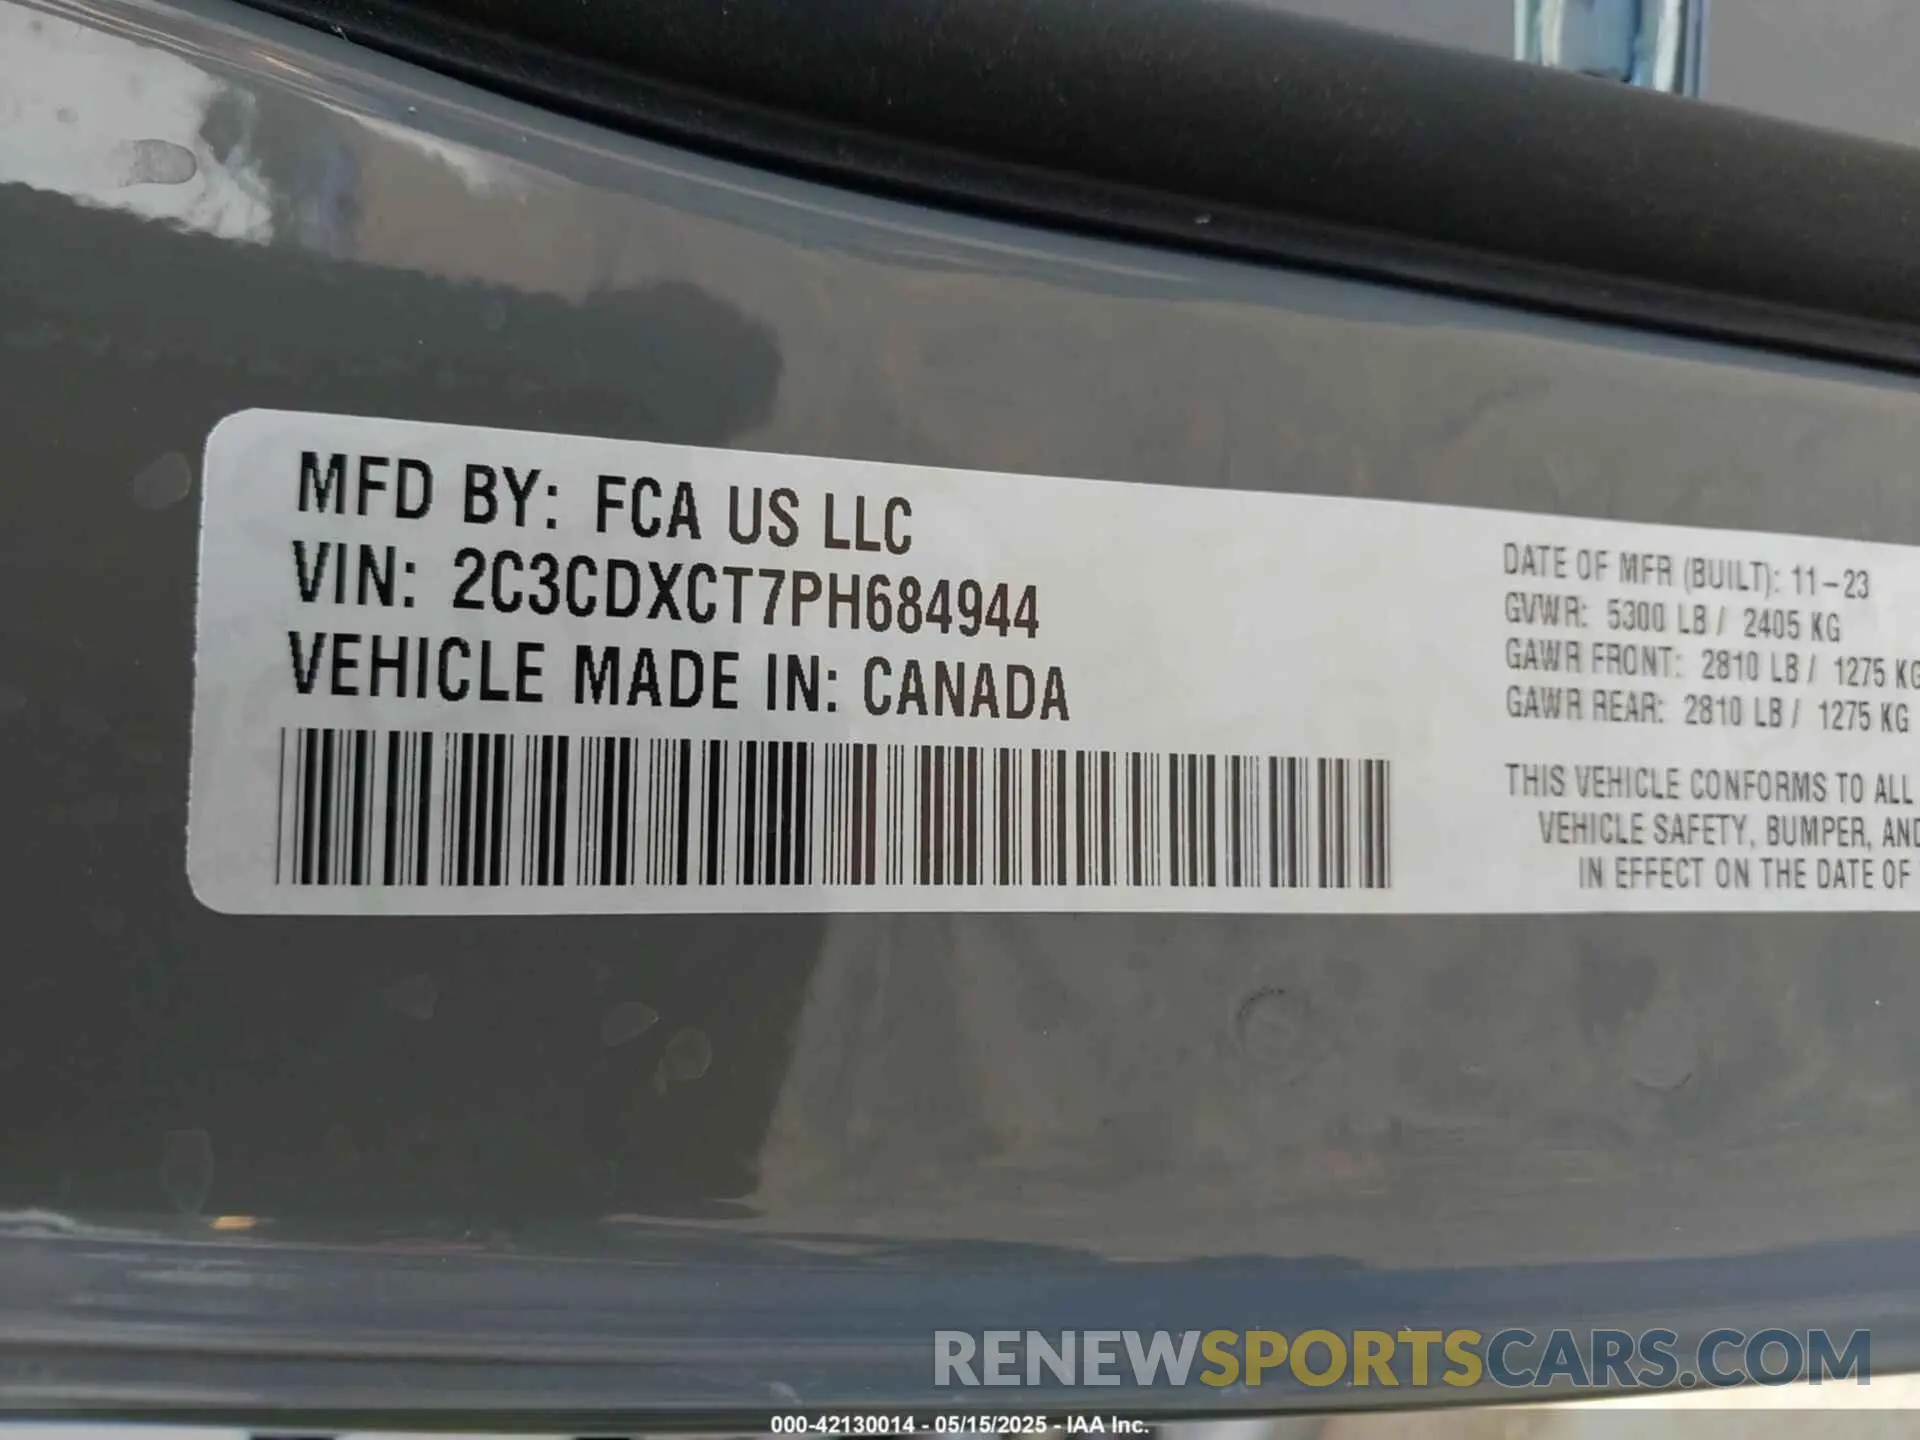 MFD BY: FCA US LLC
VIN: 2C3CDXCT7PH684944
VEHICLE MADE IN: CANADA
DATE OF MFR (BUILT): 11-23
GVWR: 5300 LB / 2405 KG
GAWR FRONT: 2810 LB / 1275 KG
GAWR REAR: 2810 LB / 1275 KG
THIS VEHICLE CONFORMS TO ALL
VEHICLE SAFETY, BUMPER, AND
IN EFFECT ON THE DATE OF
RENEWSPORTSCARS.COM
000-42130014 - 05/15/2025 - IAA Inc.